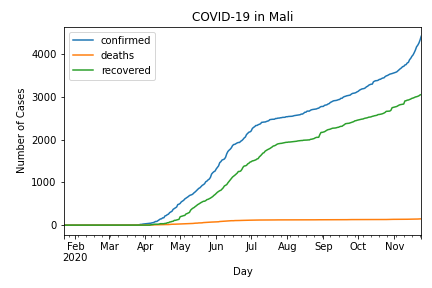 COVID-19 in Mali
confirmed
deaths
recovered
Number of Cases
4000
3000
2000
1000
0
Feb Mar Apr May Jun Jul Aug Sep Oct Nov
2020
Day